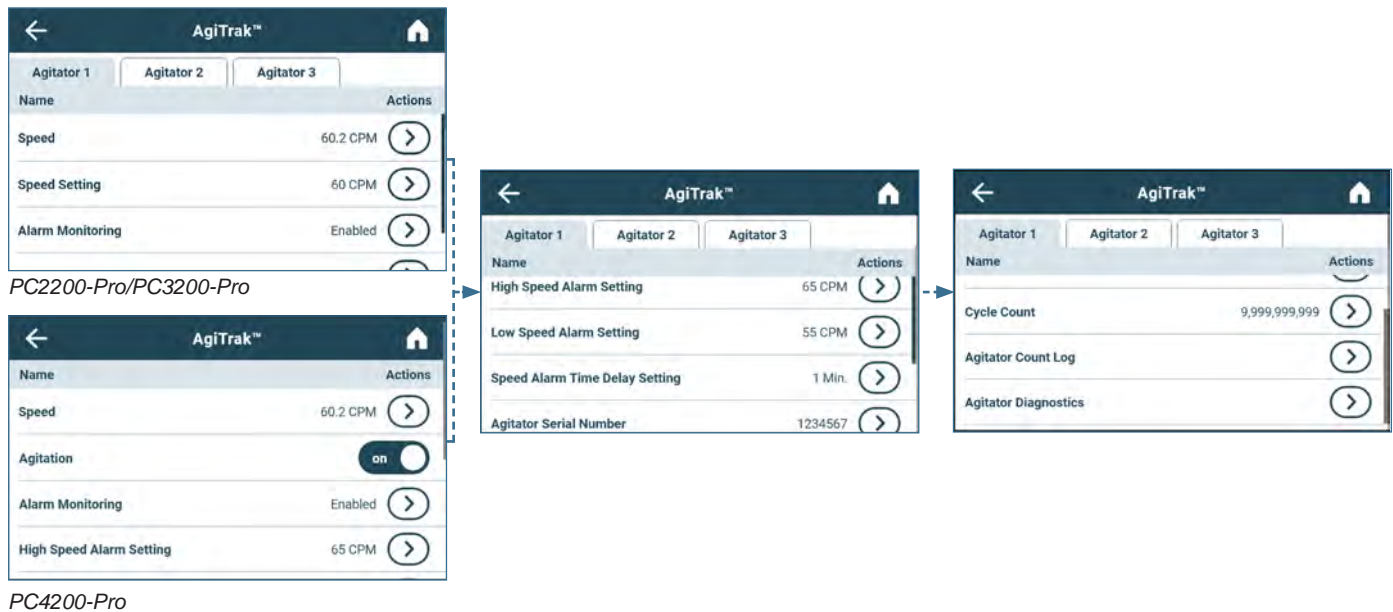 AgiTrak™
Agitator 1 Agitator 2 Agitator 3
Name Actions
Speed 60.2 CPM
Speed Setting 60 CPM
Alarm Monitoring Enabled
PC2200-Pro/PC3200-Pro
AgiTrak™
Name Actions
Speed 60.2 CPM
Agitation on
Alarm Monitoring Enabled
High Speed Alarm Setting 65 CPM
PC4200-Pro
AgiTrak™
Agitator 1 Agitator 2 Agitator 3
Name Actions
High Speed Alarm Setting 65 CPM
Low Speed Alarm Setting 55 CPM
Speed Alarm Time Delay Setting 1 Min.
Agitator Serial Number 1234567
AgiTrak™
Agitator 1 Agitator 2 Agitator 3
Name Actions
Cycle Count 9,999,999,999
Agitator Count Log
Agitator Diagnostics